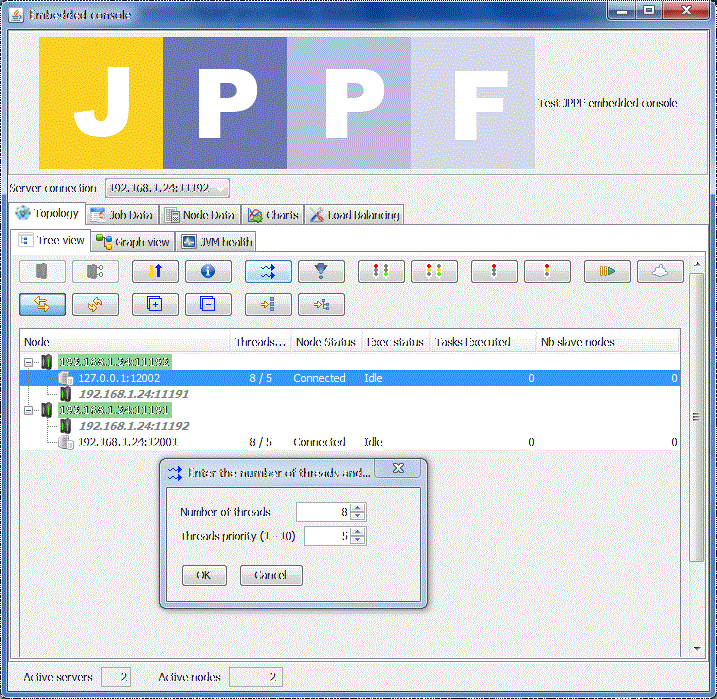 Embedded console
J P P F
Test JPPF embedded console
Server connection 192.168.1.24:11192
Topology Job Data Node Data Charts Load Balancing
Tree view Graph view JVM health
Node Threads... Node Status Exec status Tasks Executed Nb slave nodes
192.168.1.24:11192
127.0.0.1:12002 8 / 5 Connected Idle 0 0
192.168.1.24:11191
192.168.1.24:11191
192.168.1.24:11192
192.168.1.24:12001 8 / 5 Connected Idle 0 0
Enter the number of threads and...
Number of threads 8
Threads priority (1 - 10) 5
OK Cancel
Active servers 2 Active nodes 2